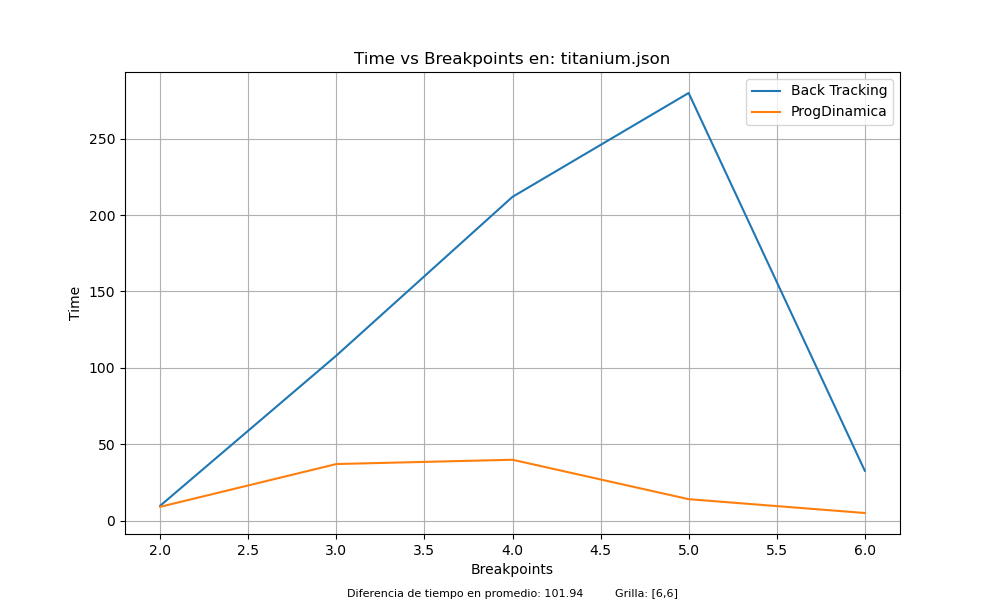 Time vs Breakpoints en: titanium.json
Back Tracking
ProgDinamica
250
200
150
100
50
0
Time
2.0 2.5 3.0 3.5 4.0 4.5 5.0 5.5 6.0
Breakpoints
Diferencia de tiempo en promedio: 101.94 Grilla: [6,6]